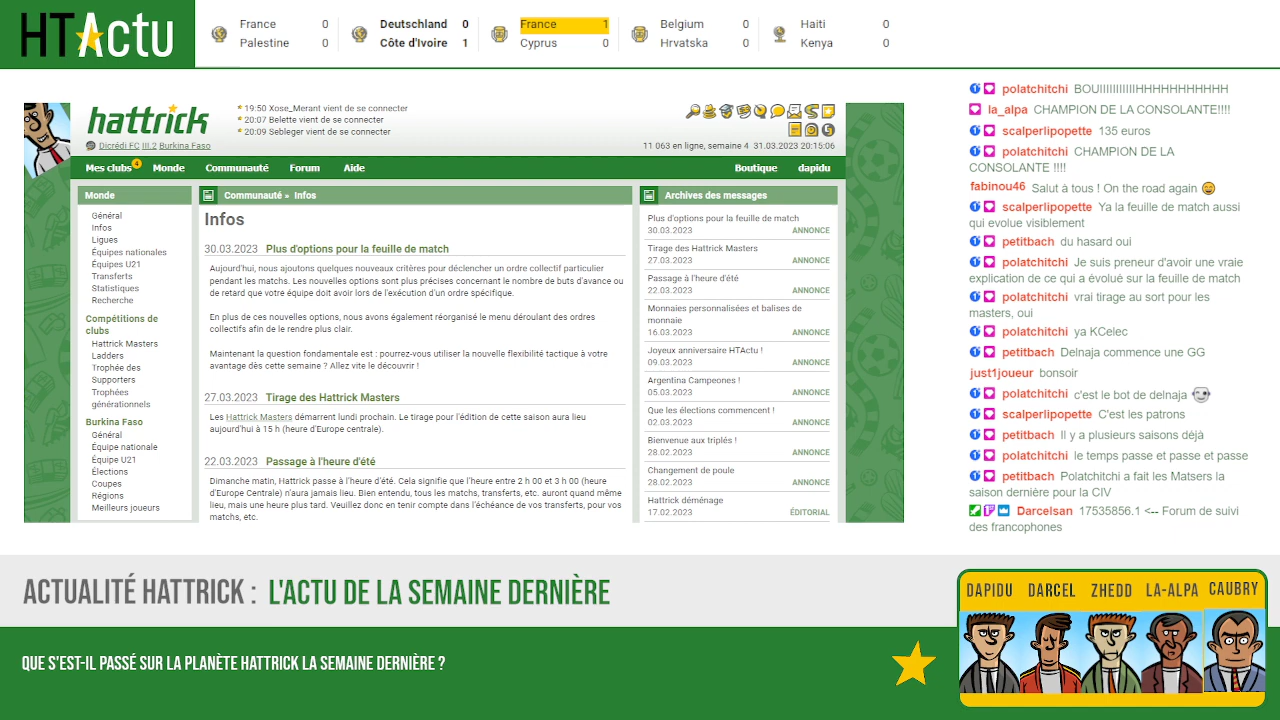 HTActu
France 0
Palestine 0
Deutschland 0
Côte d'Ivoire 1
France 1
Cyprus 0
Belgium 0
Hrvatska 0
Haiti 0
Kenya 0
hattrick
19:50 Xose_Merant vient de se connecter
20:07 Belette vient de se connecter
20:09 Sebleger vient de se connecter
Dicrédi FC III.2 Burkina Faso
11 063 en ligne, semaine 4 31.03.2023 20:15:06
Mes clubs 4 Monde Communauté Forum Aide Boutique dapidu
Monde
Général
Infos
Ligues
Équipes nationales
Équipes U21
Transferts
Statistiques
Recherche
Compétitions de
clubs
Hattrick Masters
Ladders
Trophée des
Supporters
Trophées
générationnels
Burkina Faso
Général
Équipe nationale
Équipe U21
Élections
Coupes
Régions
Meilleurs joueurs
Communauté » Infos
Infos
30.03.2023 Plus d'options pour la feuille de match
Aujourd'hui, nous ajoutons quelques nouveaux critères pour déclencher un ordre collectif particulier
pendant les matchs! Les nouvelles options sont plus précises concernant le nombre de buts d'avance ou
de retard que votre équipe doit avoir lors de l'exécution d'un ordre spécifique.
En plus de ces nouvelles options, nous avons également réorganisé le menu déroulant des ordres
collectifs afin de le rendre plus clair.
Maintenant la question fondamentale est : pourrez-vous utiliser la nouvelle flexibilité tactique à votre
avantage dès cette semaine ? Allez vite le découvrir !
27.03.2023 Tirage des Hattrick Masters
Les Hattrick Masters démarrent lundi prochain. Le tirage pour l'édition de cette saison aura lieu
aujourd'hui à 15 h (heure d'Europe centrale).
22.03.2023 Passage à l'heure d'été
Dimanche matin, Hattrick passe à l'heure d'été. Cela signifie que l'heure entre 2 h 00 et 3 h 00 (heure
d'Europe Centrale) n'aura jamais lieu. Bien entendu, tous les matchs, transferts, etc. auront quand même
lieu, mais une heure plus tard. Veuillez donc en tenir compte dans l'échéance de vos transferts, pour vos
matchs, etc.
Archives des messages
Plus d'options pour la feuille de match
30.03.2023 ANNONCE
Tirage des Hattrick Masters
27.03.2023 ANNONCE
Passage à l'heure d'été
22.03.2023 ANNONCE
Monnaies personnalisées et balises de
monnaie
16.03.2023 ANNONCE
Joyeux anniversaire HTActu !
09.03.2023 ANNONCE
Argentina Campeones !
05.03.2023 ANNONCE
Que les élections commencent !
02.03.2023 ANNONCE
Bienvenue aux triplés !
28.02.2023 ANNONCE
Changement de poule
28.02.2023 ANNONCE
Hattrick déménage
17.02.2023 ÉDITORIAL
polatchitchi BOUIIIIIIIIIIIHHHHHHHHHHH
la_alpa CHAMPION DE LA CONSOLANTE!!!!
scalperlipopette 135 euros
polatchitchi CHAMPION DE LA
CONSOLANTE !!!!
fabinou46 Salut à tous ! On the road again
scalperlipopette Ya la feuille de match aussi
qui evolue visiblement
petitbach du hasard oui
polatchitchi Je suis preneur d'avoir une vraie
explication de ce qui a évolué sur la feuille de match
polatchitchi vrai tirage au sort pour les
masters, oui
polatchitchi ya KCelec
petitbach Delnaja commence une GG
just1joueur bonsoir
polatchitchi c'est le bot de delnaja
scalperlipopette C'est les patrons
petitbach Il y a plusieurs saisons déjà
polatchitchi le temps passe et passe et passe
petitbach Polatchitchi a fait les Matsers la
saison dernière pour la CIV
Darcelsan 17535856.1 <-- Forum de suivi
des francophones
ACTUALITÉ HATTRICK : L'ACTU DE LA SEMAINE DERNIÈRE
QUE S'EST-IL PASSÉ SUR LA PLANÈTE HATTRICK LA SEMAINE DERNIÈRE ?
DAPIDU DARCEL ZHEDD LA-ALPA CAUBRY